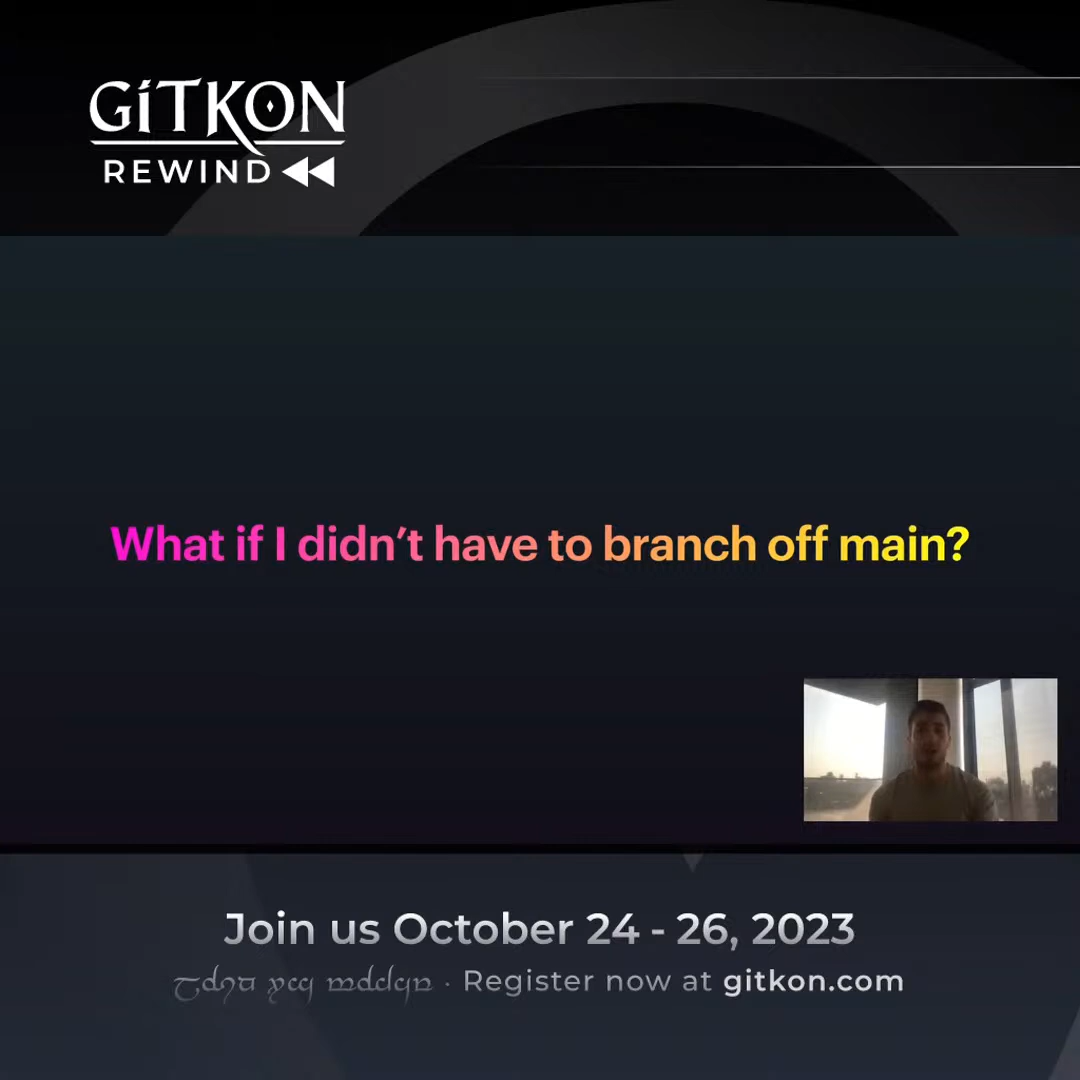 GiTKON
REWIND
What if I didn't have to branch off main?
Join us October 24 - 26, 2023
· Register now at gitkon.com